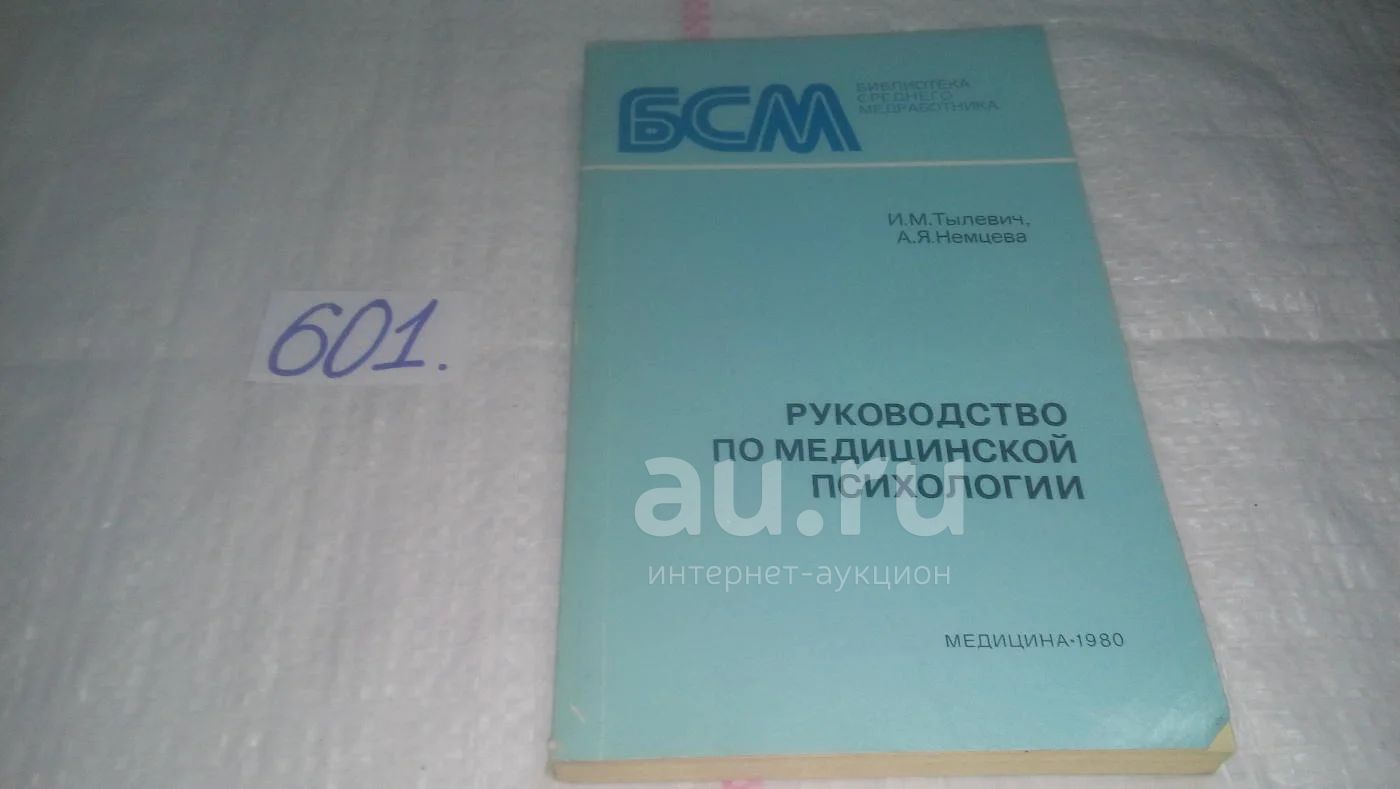 БСМ
БИБЛИОТЕКА
СРЕДНЕГО
МЕДРАБОТНИКА
И.М.Тылевич,
А.Я.Немцева
601.
РУКОВОДСТВО
ПО МЕДИЦИНСКОЙ
ПСИХОЛОГИИ
au.ru
интернет-аукцион
МЕДИЦИНА·1980